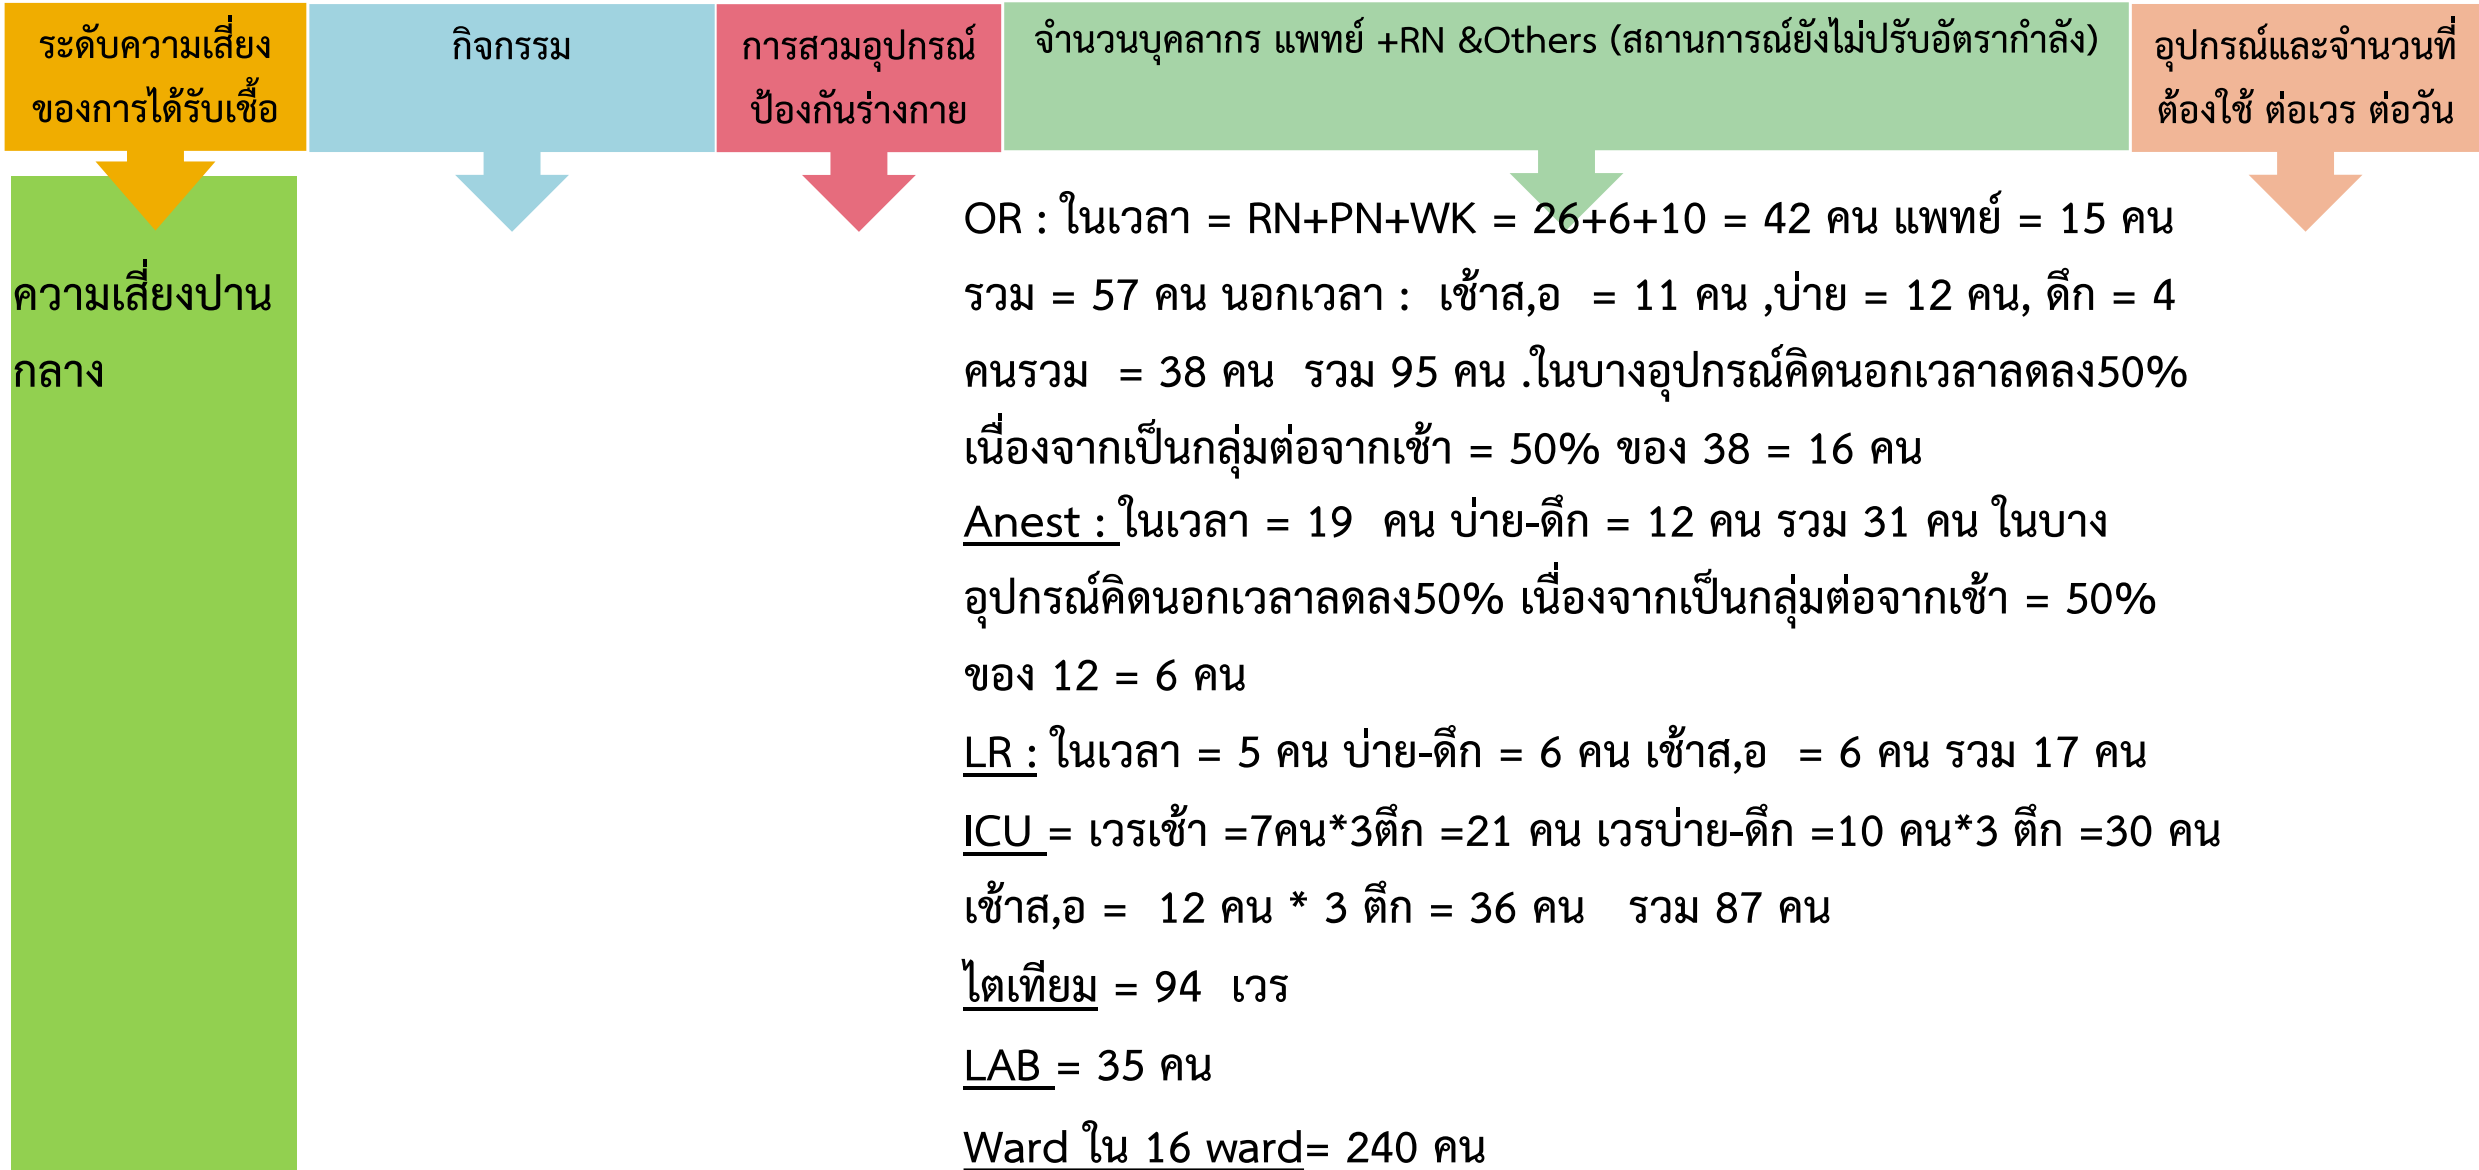 ระดับความเสี่ยง
ของการได้รับเชื้อ
กิจกรรม
การสวมอุปกรณ์
ป้องกันร่างกาย
จำนวนบุคลากร แพทย์ +RN &Others (สถานการณ์ยังไม่ปรับอัตรากำลัง)
อุปกรณ์และจำนวนที่
ต้องใช้ ต่อเวร ต่อวัน
ความเสี่ยงปาน
กลาง
OR : ในเวลา = RN+PN+WK = 26+6+10 = 42 คน แพทย์ = 15 คน
รวม = 57 คน นอกเวลา : เช้าส,อ = 11 คน ,บ่าย = 12 คน, ดึก = 4
คนรวม = 38 คน รวม 95 คน .ในบางอุปกรณ์คิดนอกเวลาลดลง50%
เนื่องจากเป็นกลุ่มต่อจากเช้า = 50% ของ 38 = 16 คน
Anest : ในเวลา = 19 คน บ่าย-ดึก = 12 คน รวม 31 คน ในบาง
อุปกรณ์คิดนอกเวลาลดลง50% เนื่องจากเป็นกลุ่มต่อจากเช้า = 50%
ของ 12 = 6 คน
LR : ในเวลา = 5 คน บ่าย-ดึก = 6 คน เช้าส,อ = 6 คน รวม 17 คน
ICU = เวรเช้า =7คน*3ตึก =21 คน เวรบ่าย-ดึก =10 คน*3 ตึก =30 คน
เช้าส,อ = 12 คน * 3 ตึก = 36 คน รวม 87 คน
ไตเทียม = 94 เวร
LAB = 35 คน
Ward ใน 16 ward= 240 คน